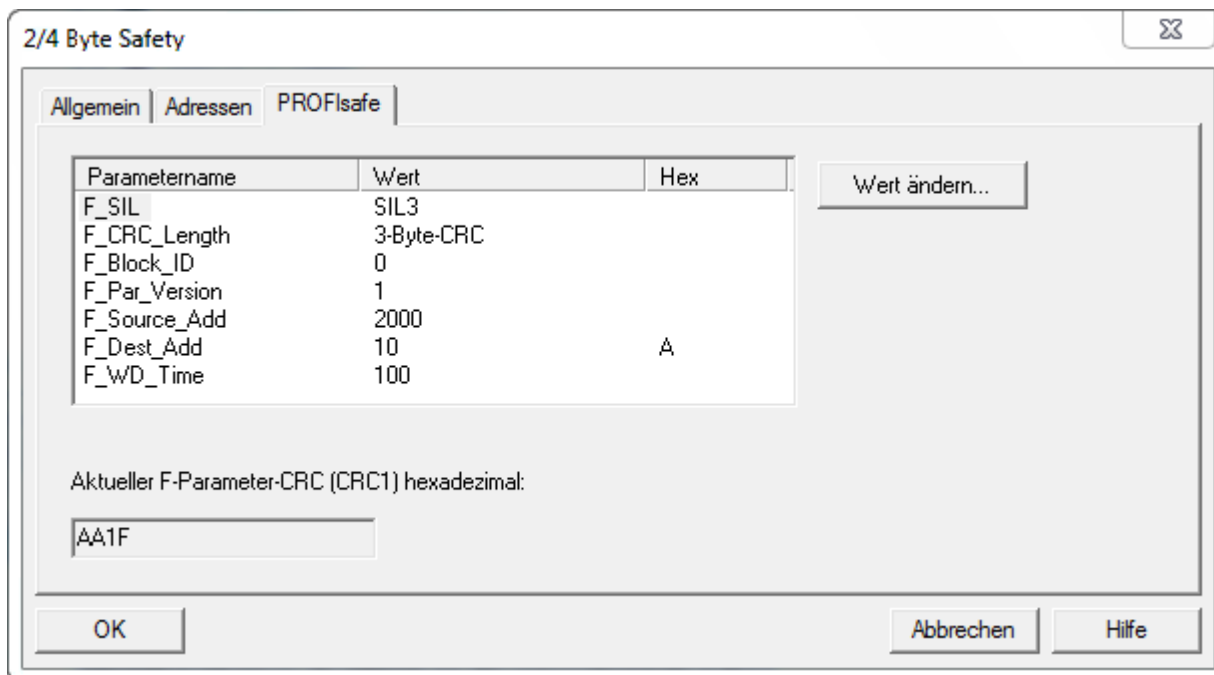 2/4 Byte Safety
Allgemein Adressen PROFIsafe
Parametername Wert Hex
F_SIL SIL3
F_CRC_Length 3-Byte-CRC
F_Block_ID 0
F_Par_Version 1
F_Source_Add 2000
F_Dest_Add 10 A
F_WD_Time 100
Wert ändern...
Aktueller F-Parameter-CRC (CRC1) hexadezimal:
AA1F
OK Abbrechen Hilfe